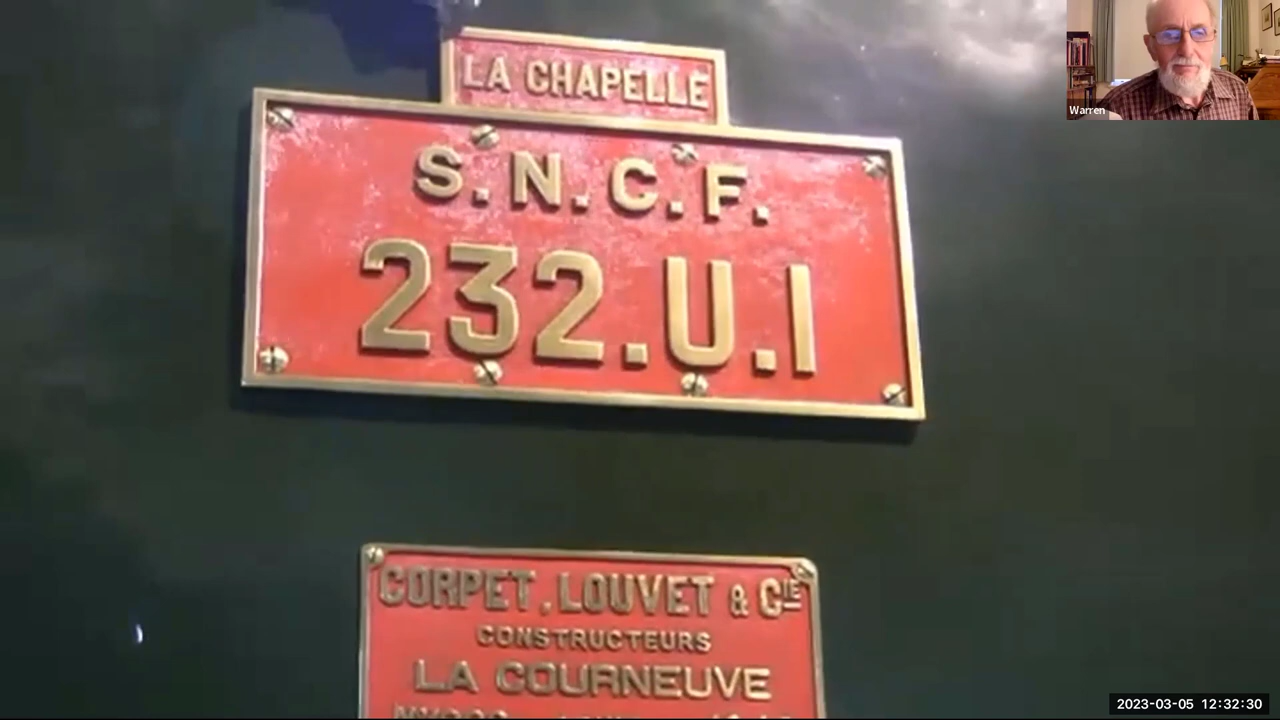 LA CHAPELLE
S.N.C.F.
232.U.1
CORPET, LOUVET & CIE
CONSTRUCTEURS
LA COURNEUVE
Warren
2023-03-05 12:32:30